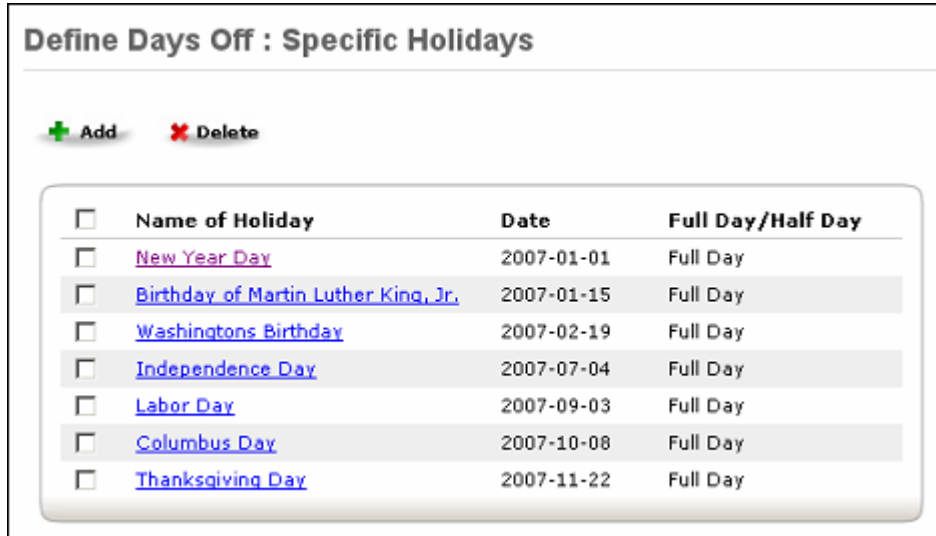 Define Days Off : Specific Holidays
Add Delete
Name of Holiday Date Full Day/Half Day
New Year Day 2007-01-01 Full Day
Birthday of Martin Luther King, Jr. 2007-01-15 Full Day
Washingtons Birthday 2007-02-19 Full Day
Independence Day 2007-07-04 Full Day
Labor Day 2007-09-03 Full Day
Columbus Day 2007-10-08 Full Day
Thanksgiving Day 2007-11-22 Full Day